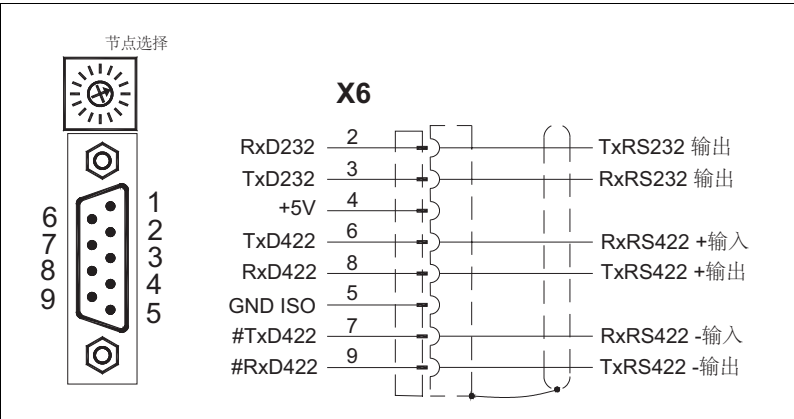 节点选择
X6
RxD232 2 TxRS232 输出
TxD232 3 RxRS232 输出
+5V 4
TxD422 6 RxRS422 +输入
RxD422 8 TxRS422 +输出
GND ISO 5
#TxD422 7 RxRS422 -输入
#RxD422 9 TxRS422 -输出
6 1
7 2
8 3
9 4
5